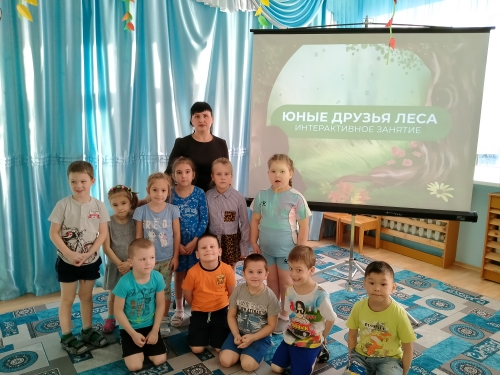 ЮНЫЕ ДРУЗЬЯ ЛЕСА
ИНТЕРАКТИВНОЕ ЗАНЯТИЕ